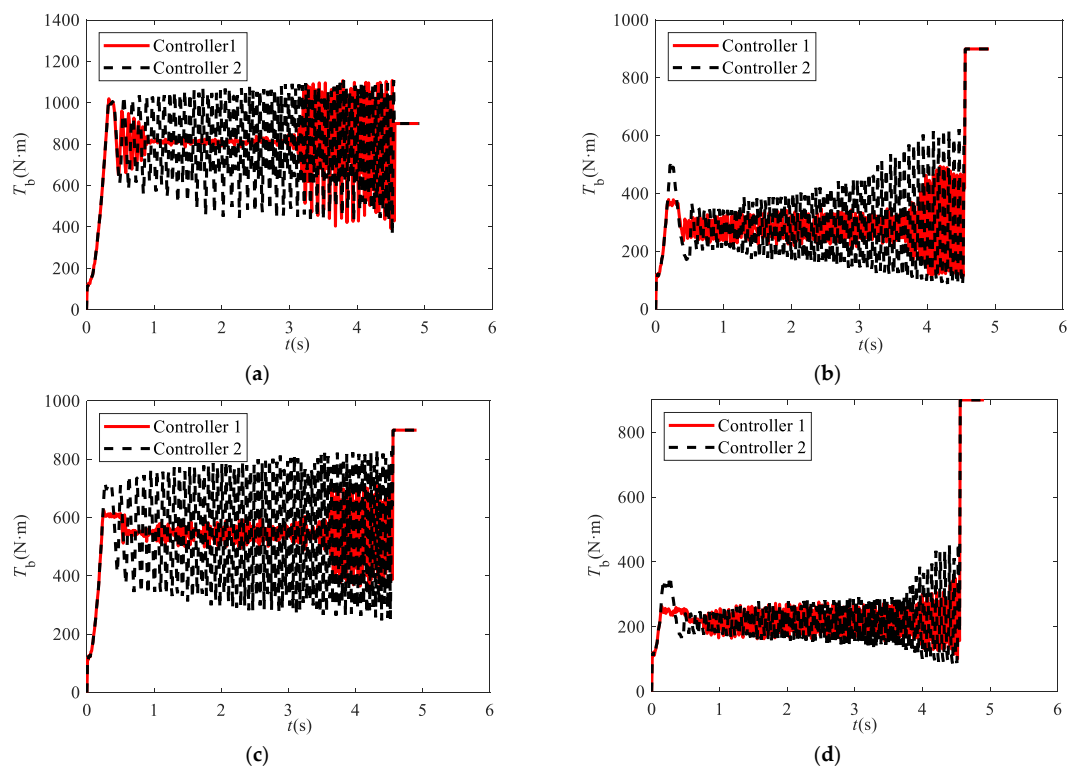 1400
1200
1000
800
600
400
200
0
T_b(N·m)
Controller1
Controller 2
0 1 2 3 4 5 6
t(s)
(a)
1000
800
600
400
200
0
T_b(N·m)
Controller 1
Controller 2
0 1 2 3 4 5 6
t(s)
(b)
1000
800
600
400
200
0
T_b(N·m)
Controller 1
Controller 2
0 1 2 3 4 5 6
t(s)
(c)
800
600
400
200
0
T_b(N·m)
Controller 1
Controller 2
0 1 2 3 4 5 6
t(s)
(d)